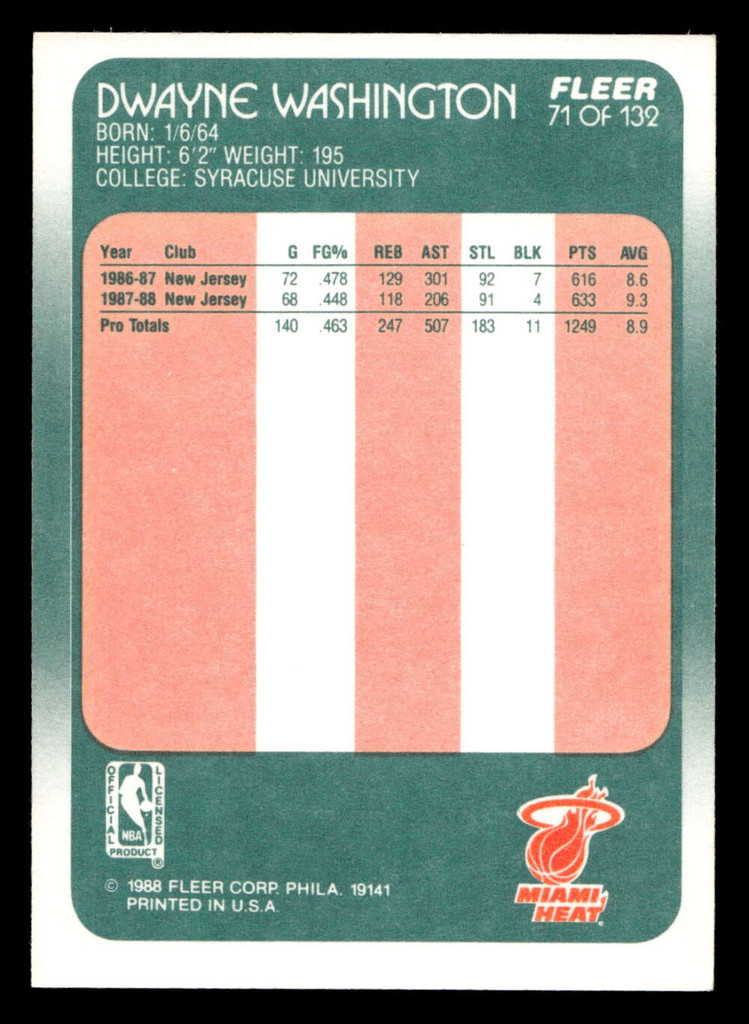 DWAYNE WASHINGTON
FLEER
71 OF 132
BORN: 1/6/64
HEIGHT: 6'2" WEIGHT: 195
COLLEGE: SYRACUSE UNIVERSITY
Year Club G FG% REB AST STL BLK PTS AVG
1986-87 New Jersey 72 .478 129 301 92 7 616 8.6
1987-88 New Jersey 68 .448 118 206 91 4 633 9.3
Pro Totals 140 .463 247 507 183 11 1249 8.9
OFFICIAL
LICENSED
NBA
PRODUCT ®
© 1988 FLEER CORP. PHILA. 19141
PRINTED IN U.S.A.
MIAMI
HEAT